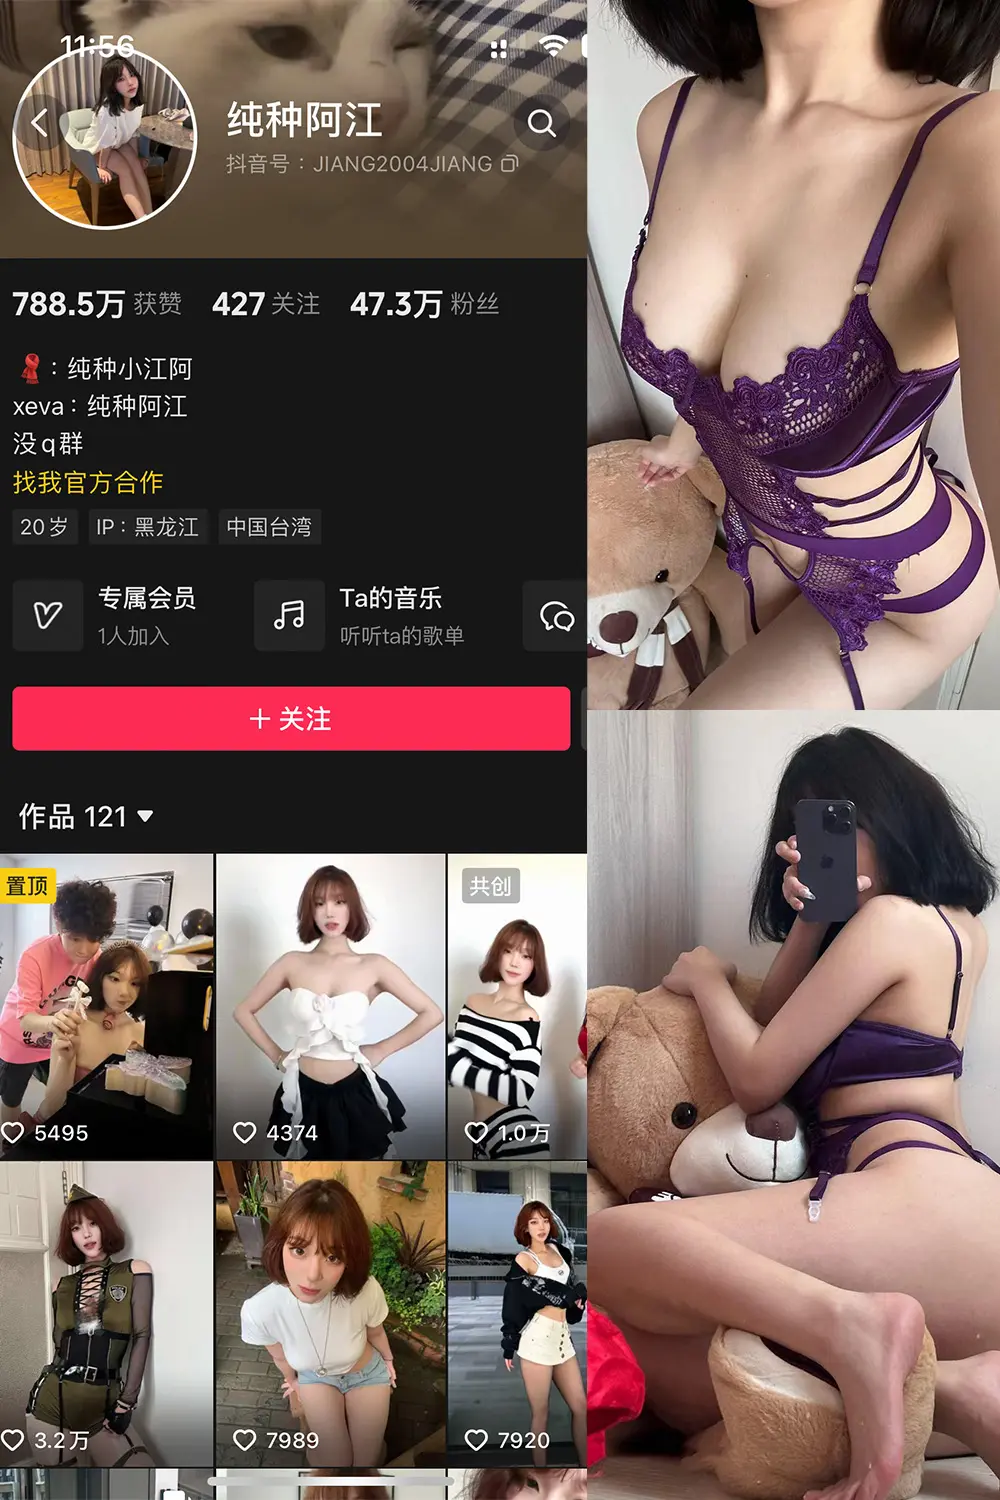 11:56
纯种阿江
抖音号：JIANG2004JIANG
788.5万 获赞 427 关注 47.3万 粉丝
：纯种小江阿
xeva：纯种阿江
没q群
找我官方合作
20岁 IP：黑龙江 中国台湾
专属会员 Ta的音乐
1人加入 听听ta的歌单
＋关注
作品 121
置顶 共创
5495 4374 1.0万
3.2万 7989 7920